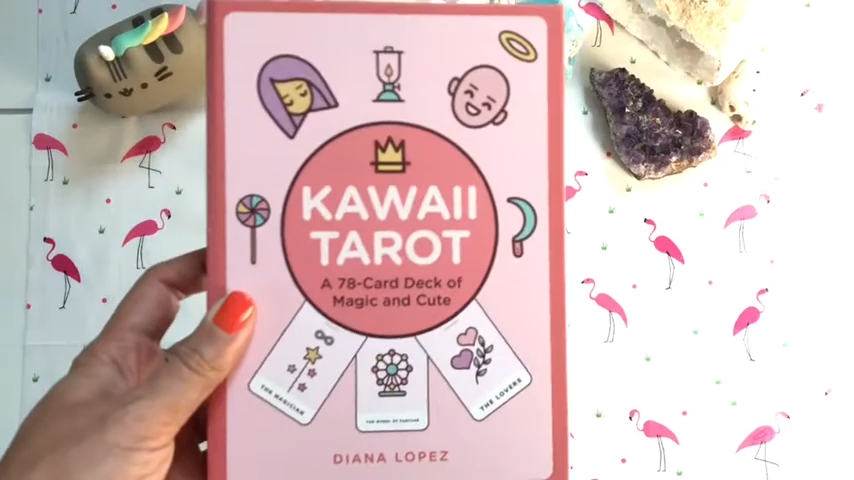 KAWAII
TAROT
A 78-Card Deck of
Magic and Cute
THE MAGICIAN
THE WHEEL OF FORTUNE
THE LOVERS
DIANA LOPEZ